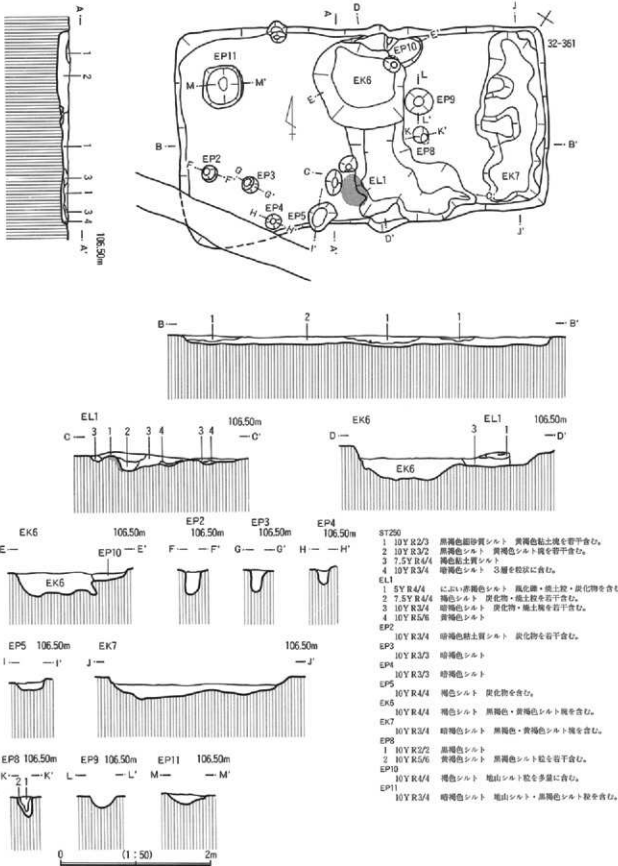 A
D
J
32-361
EP11
M
M'
EP10
E'
EK6
E
L
EP9
L'
K
K'
EP8
B
B'
EP2
F
F'
G
EP3
G'
C
EL1
EK7
EP4
H
H'
EP5
I'
A'
D'
J'
A
1
2
1
3
1
3
4
A'
106.50m
B
1
2
1
1
B'
EL1
106.50m
C
3
1
2
3
4
3
4
C'
EK6
EL1
106.50m
D
3
1
D'
EK6
EK6
106.50m
E
EP10
E'
EK6
EP2
106.50m
F
F'
EP3
106.50m
G
G'
EP4
106.50m
H
H'
EP5
106.50m
I
I'
EK7
106.50m
J
J'
EP8
106.50m
K
K'
2 1
EP9
106.50m
L
L'
EP11
106.50m
M
M'
0
(1:50)
2m
ST250
1 10YR2/3 黒褐色細砂質シルト 黄褐色粘土塊を若干含む。
2 10YR3/2 黒褐色シルト 黄褐色シルト塊を若干含む。
3 7.5YR4/4 褐色粘土質シルト
4 10YR3/4 暗褐色シルト 3層を粒状に含む。
EL1
1 5YR4/4 にぶい赤褐色シルト 風化礫・焼土粒・炭化物を含む
2 7.5YR4/4 褐色シルト 炭化物・焼土粒を若干含む。
3 10YR3/4 暗褐色シルト 炭化物・焼土塊を若干含む。
4 10YR5/6 黄褐色シルト
EP2
10YR3/4 暗褐色粘土質シルト 炭化物を若干含む。
EP3
10YR3/3 暗褐色シルト
EP4
10YR3/3 暗褐色シルト
EP5
10YR4/4 褐色シルト 炭化物を含む。
EK6
10YR4/4 褐色シルト 黒褐色・黄褐色シルト塊を含む。
EK7
10YR3/4 暗褐色シルト 黒褐色・黄褐色シルト塊を含む。
EP8
1 10YR2/2 黒褐色シルト
2 10YR5/6 黄褐色シルト 黒褐色シルト粒を若干含む。
EP10
10YR4/4 褐色シルト 地山シルト粒を多量に含む。
EP11
10YR3/4 暗褐色シルト 地山シルト・黒褐色シルト粒を含む。